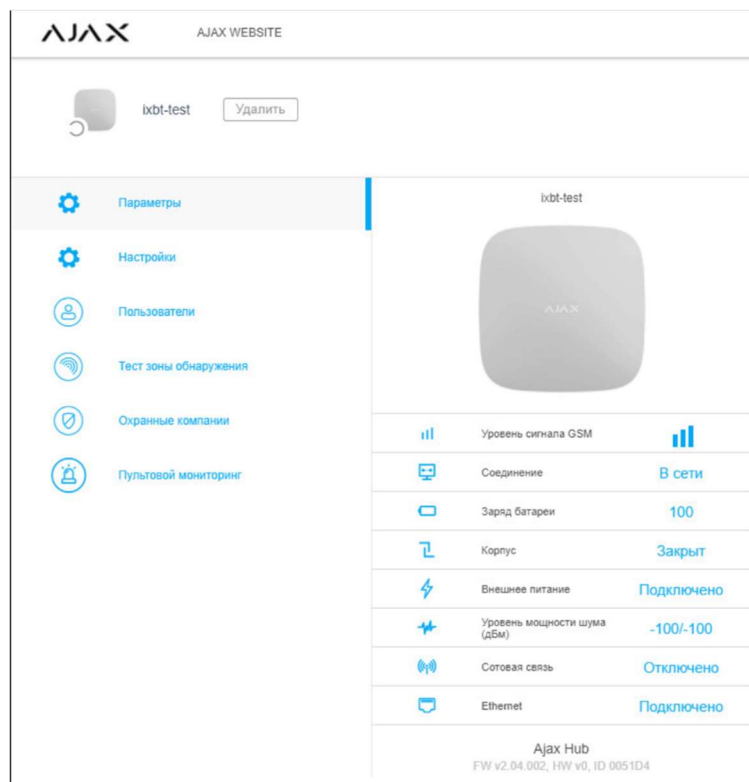 AJAX
AJAX WEBSITE
ixbt-test
Удалить
Параметры
Настройки
Пользователи
Тест зоны обнаружения
Охранные компании
Пультовой мониторинг
ixbt-test
AJAX
Уровень сигнала GSM
Соединение
В сети
Заряд батареи
100
Корпус
Закрыт
Внешнее питание
Подключено
Уровень мощности шума
(дБм)
-100/-100
Сотовая связь
Отключено
Ethernet
Подключено
Ajax Hub
FW v2.04.002, HW v0, ID 0051D4